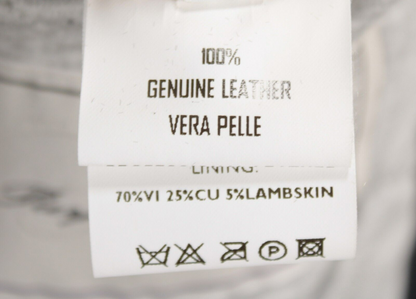 100%
GENUINE LEATHER
VERA PELLE
LINING:
70%VI 25%CU 5%LAMBSKIN
P